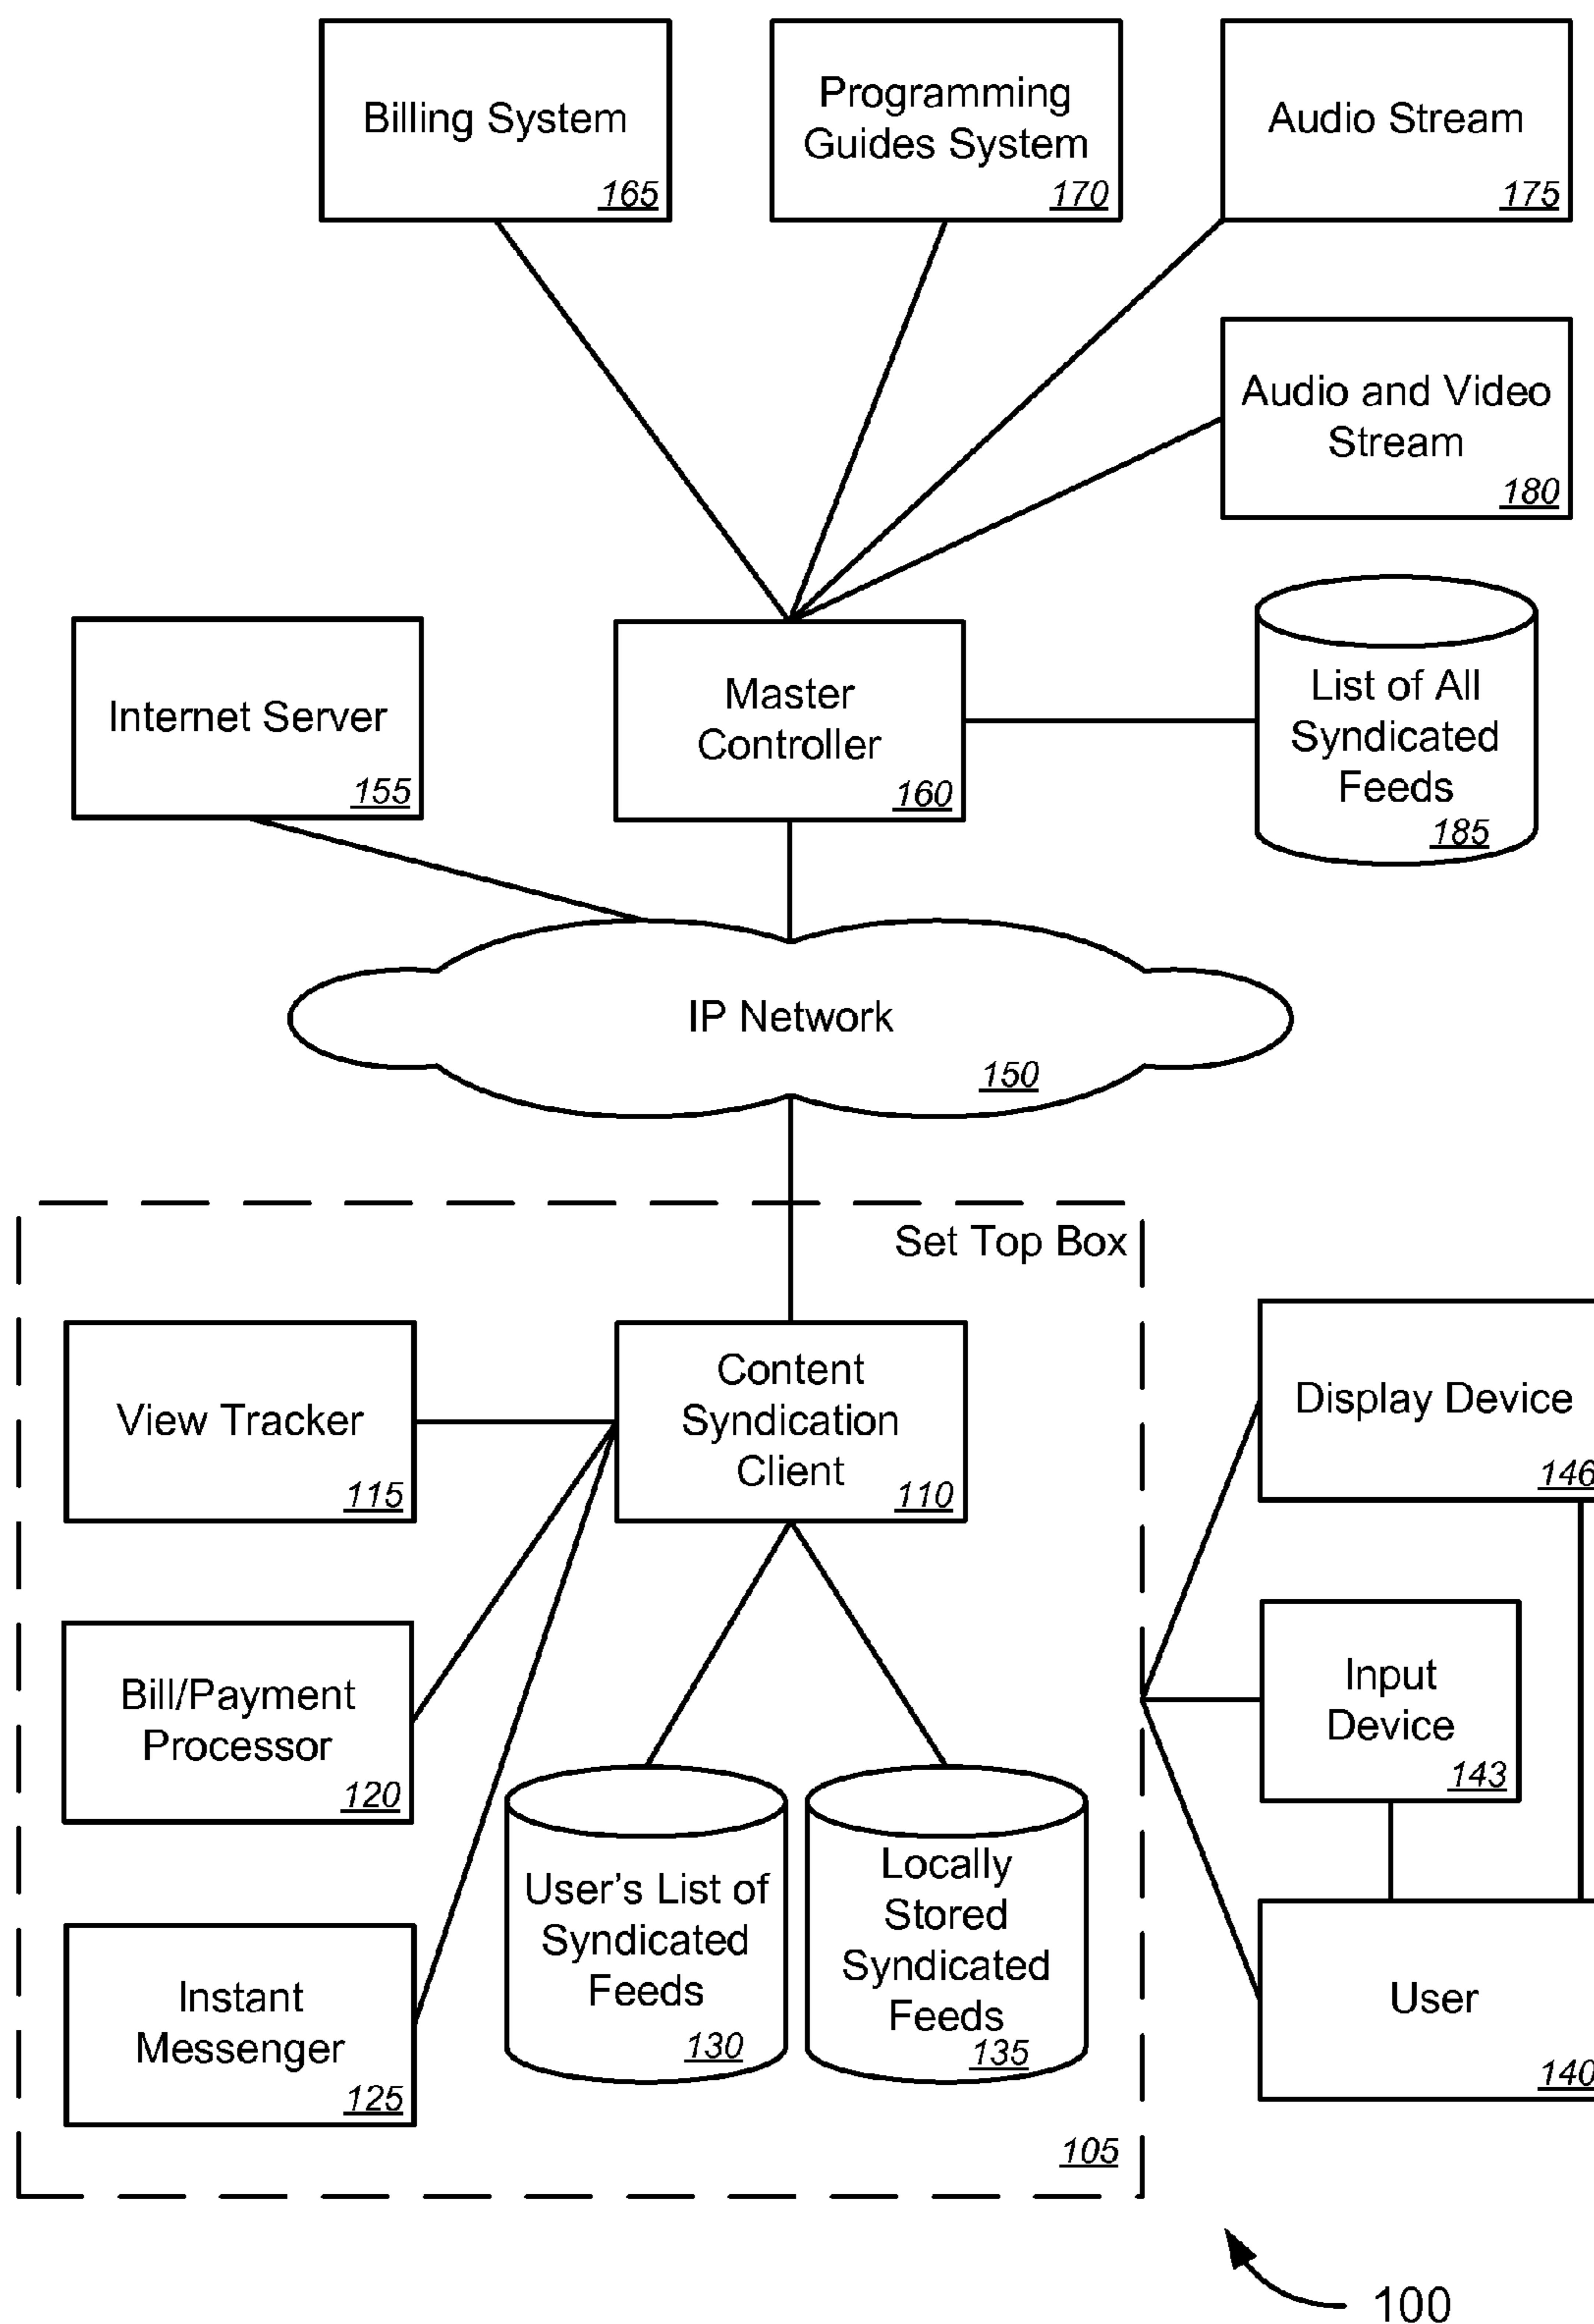 Billing System
165
Programming
Guides System
170
Audio Stream
175
Audio and Video
Stream
180
Internet Server
155
Master
Controller
160
List of All
Syndicated
Feeds
185
IP Network
150
Set Top Box
View Tracker
115
Content
Syndication
Client
110
Display Device
146
Bill/Payment
Processor
120
Input
Device
143
User's List of
Syndicated
Feeds
130
Locally
Stored
Syndicated
Feeds
135
Instant
Messenger
125
User
140
105
100